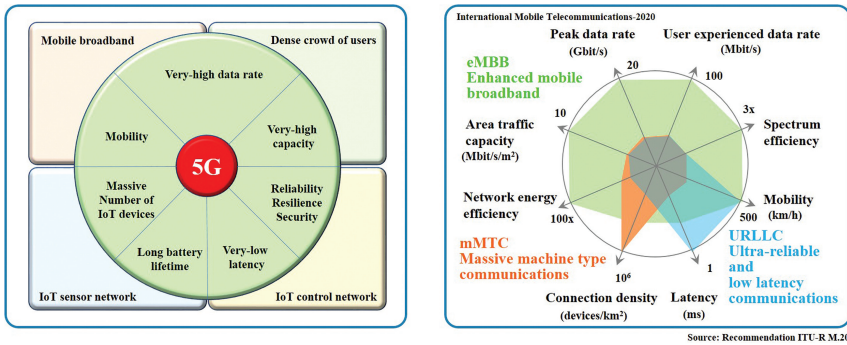 Mobile broadband
Dense crowd of users
Very-high data rate
Mobility
Very-high
capacity
5G
Massive
Number of
IoT devices
Reliability
Resilience
Security
Long battery
lifetime
Very-low
latency
IoT sensor network
IoT control network
International Mobile Telecommunications-2020
Peak data rate
(Gbit/s)
User experienced data rate
(Mbit/s)
eMBB
Enhanced mobile
broadband
20
100
10
3x
Area traffic
capacity
(Mbit/s/m²)
Spectrum
efficiency
Network energy
efficiency
100x
Mobility
(km/h)
500
mMTC
Massive machine type
communications
URLLC
Ultra-reliable
and
low latency
communications
10⁶
1
Connection density
(devices/km²)
Latency
(ms)
Source: Recommendation ITU-R M.20